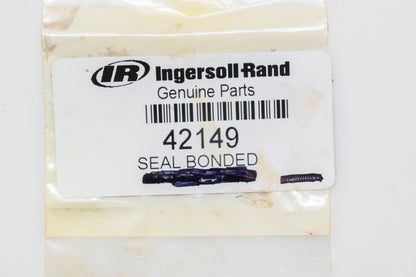 IR Ingersoll-Rand
Genuine Parts
42149
SEAL BONDED